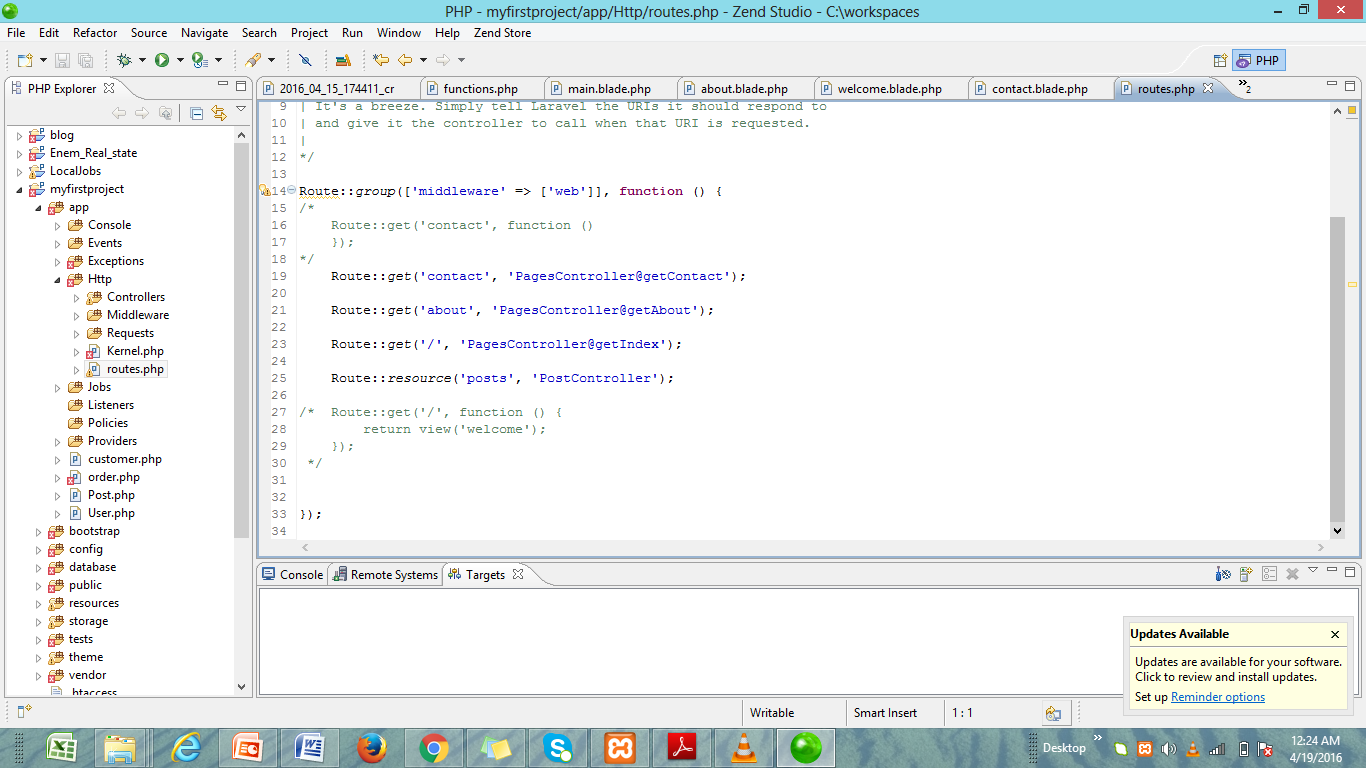 PHP - myfirstproject/app/Http/routes.php - Zend Studio - C:\workspaces
File Edit Refactor Source Navigate Search Project Run Window Help Zend Store
PHP
PHP Explorer
blog
Enem_Real_state
LocalJobs
myfirstproject
app
Console
Events
Exceptions
Http
Controllers
Middleware
Requests
Kernel.php
routes.php
Jobs
Listeners
Policies
Providers
customer.php
order.php
Post.php
User.php
bootstrap
config
database
public
resources
storage
tests
theme
vendor
.htaccess
2016_04_15_174411_cr functions.php main.blade.php about.blade.php welcome.blade.php contact.blade.php routes.php »2
9 | It's a breeze. Simply tell Laravel the URIs it should respond to
10 | and give it the controller to call when that URI is requested.
11 |
12 */
13
14 Route::group(['middleware' => ['web']], function () {
15 /*
16     Route::get('contact', function ()
17     });
18 */
19     Route::get('contact', 'PagesController@getContact');
20
21     Route::get('about', 'PagesController@getAbout');
22
23     Route::get('/', 'PagesController@getIndex');
24
25     Route::resource('posts', 'PostController');
26
27 /*  Route::get('/', function () {
28         return view('welcome');
29     });
30  */
31
32
33 });
34
Console Remote Systems Targets
Updates Available
Updates are available for your software.
Click to review and install updates.
Set up Reminder options
Writable Smart Insert 1 : 1
Desktop »
12:24 AM
4/19/2016